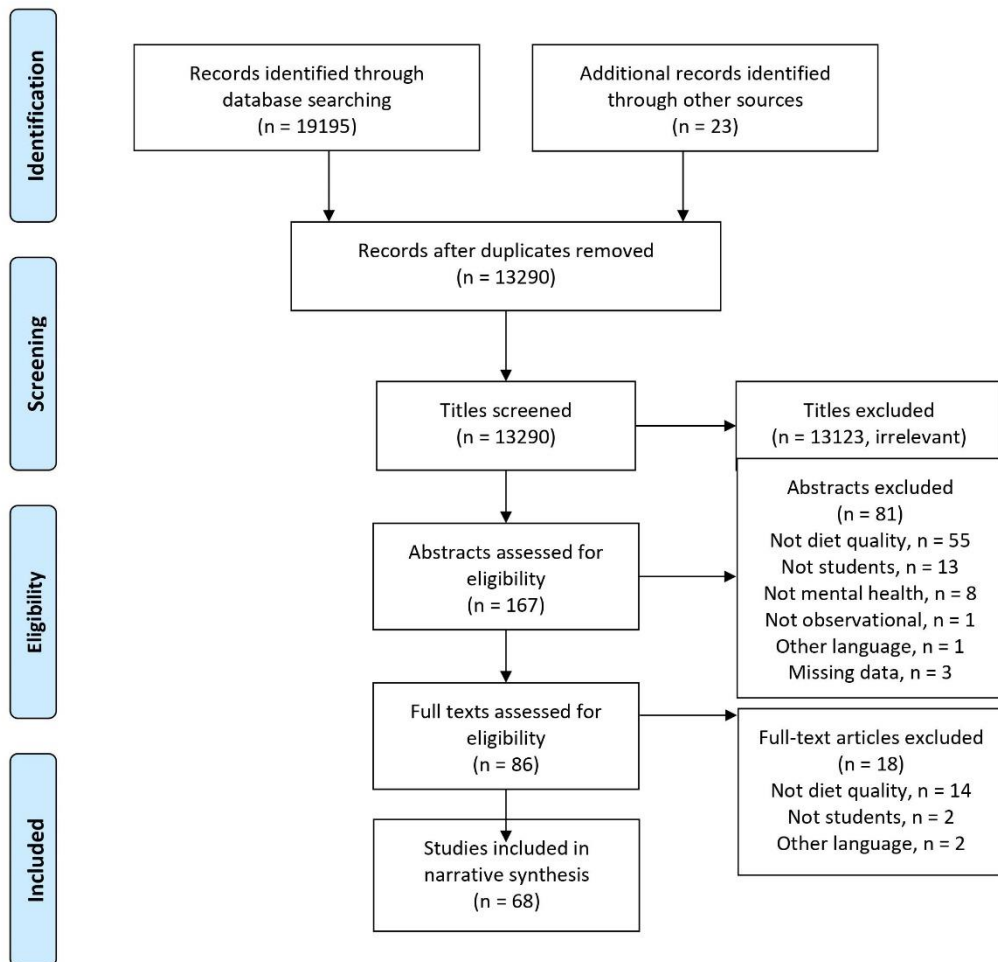 Identification
Records identified through
database searching
(n = 19195)
Additional records identified
through other sources
(n = 23)
Records after duplicates removed
(n = 13290)
Screening
Titles screened
(n = 13290)
Titles excluded
(n = 13123, irrelevant)
Eligibility
Abstracts assessed for
eligibility
(n = 167)
Abstracts excluded
(n = 81)
Not diet quality, n = 55
Not students, n = 13
Not mental health, n = 8
Not observational, n = 1
Other language, n = 1
Missing data, n = 3
Full texts assessed for
eligibility
(n = 86)
Full-text articles excluded
(n = 18)
Not diet quality, n = 14
Not students, n = 2
Other language, n = 2
Included
Studies included in
narrative synthesis
(n = 68)